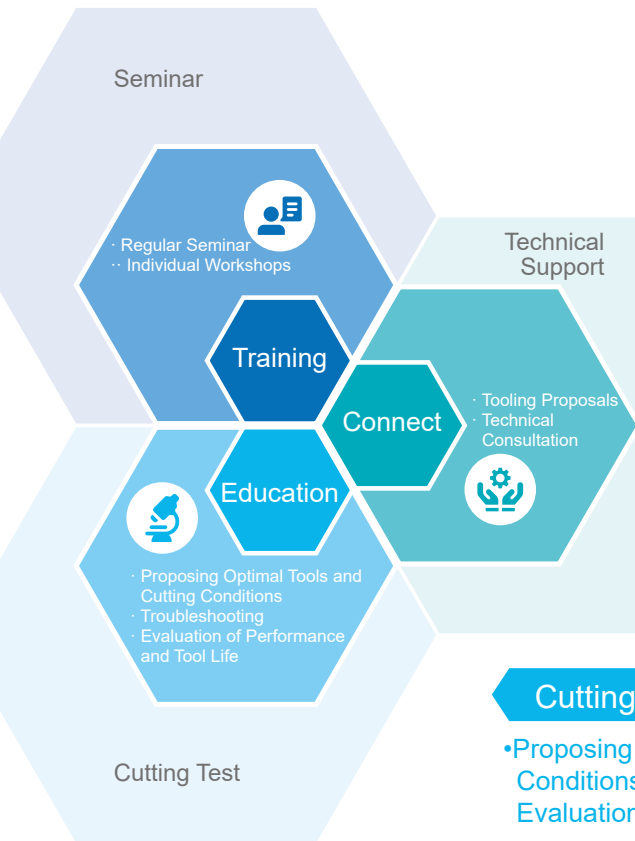 Seminar
· Regular Seminar
·· Individual Workshops
Training
Technical
Support
Connect
· Tooling Proposals
· Technical
Consultation
Education
· Proposing Optimal Tools and
Cutting Conditions
· Troubleshooting
· Evaluation of Performance
and Tool Life
Cutting Test
Cutting
•Proposing
Conditions
Evaluation